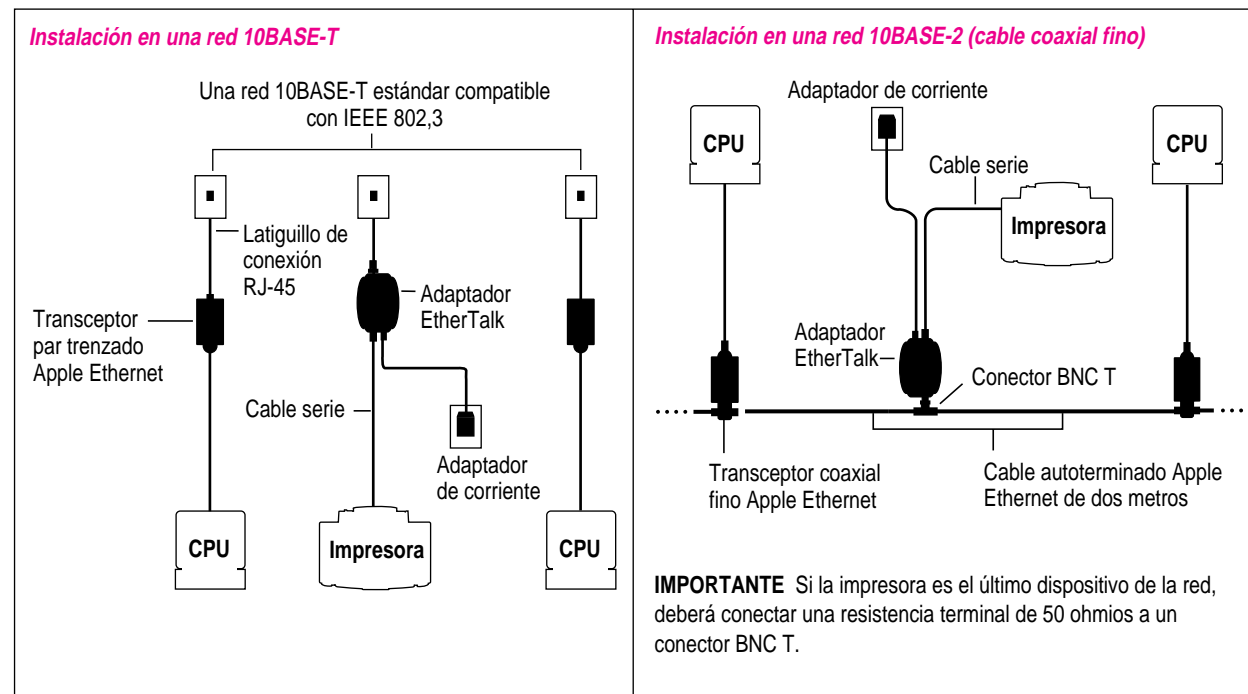 Instalación en una red 10BASE-T
Una red 10BASE-T estándar compatible
con IEEE 802,3
Latiguillo de
conexión
RJ-45
Transceptor
par trenzado
Apple Ethernet
Adaptador
EtherTalk
Cable serie
Adaptador
de corriente
CPU
Impresora
CPU
Instalación en una red 10BASE-2 (cable coaxial fino)
Adaptador de corriente
CPU
Cable serie
CPU
Impresora
Adaptador
EtherTalk
Conector BNC T
Transceptor coaxial
fino Apple Ethernet
Cable autoterminado Apple
Ethernet de dos metros
IMPORTANTE Si la impresora es el último dispositivo de la red,
deberá conectar una resistencia terminal de 50 ohmios a un
conector BNC T.